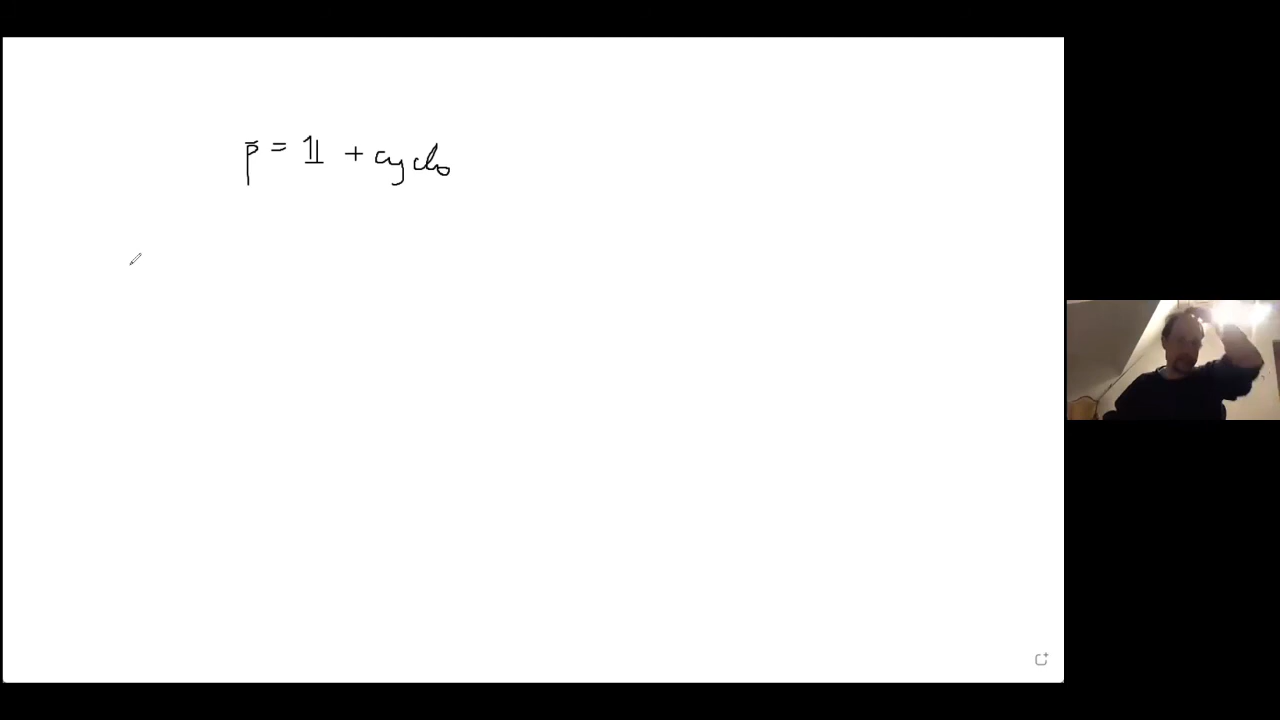 ρ̄ = 𝟙 + cyclo